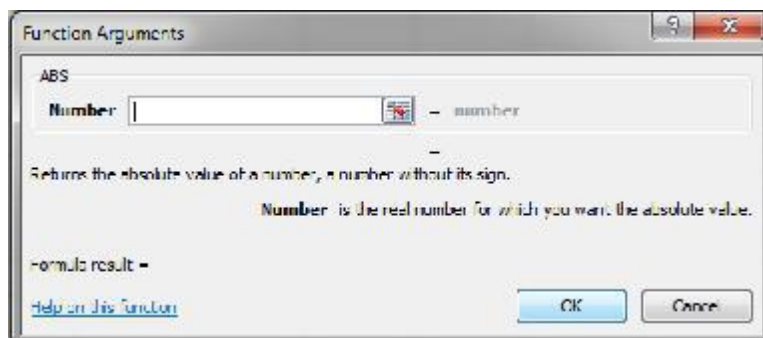 Function Arguments
ABS
Number = number
=
Returns the absolute value of a number, a number without its sign.
Number is the real number for which you want the absolute value.
Formula result =
Help on this function
OK Cancel